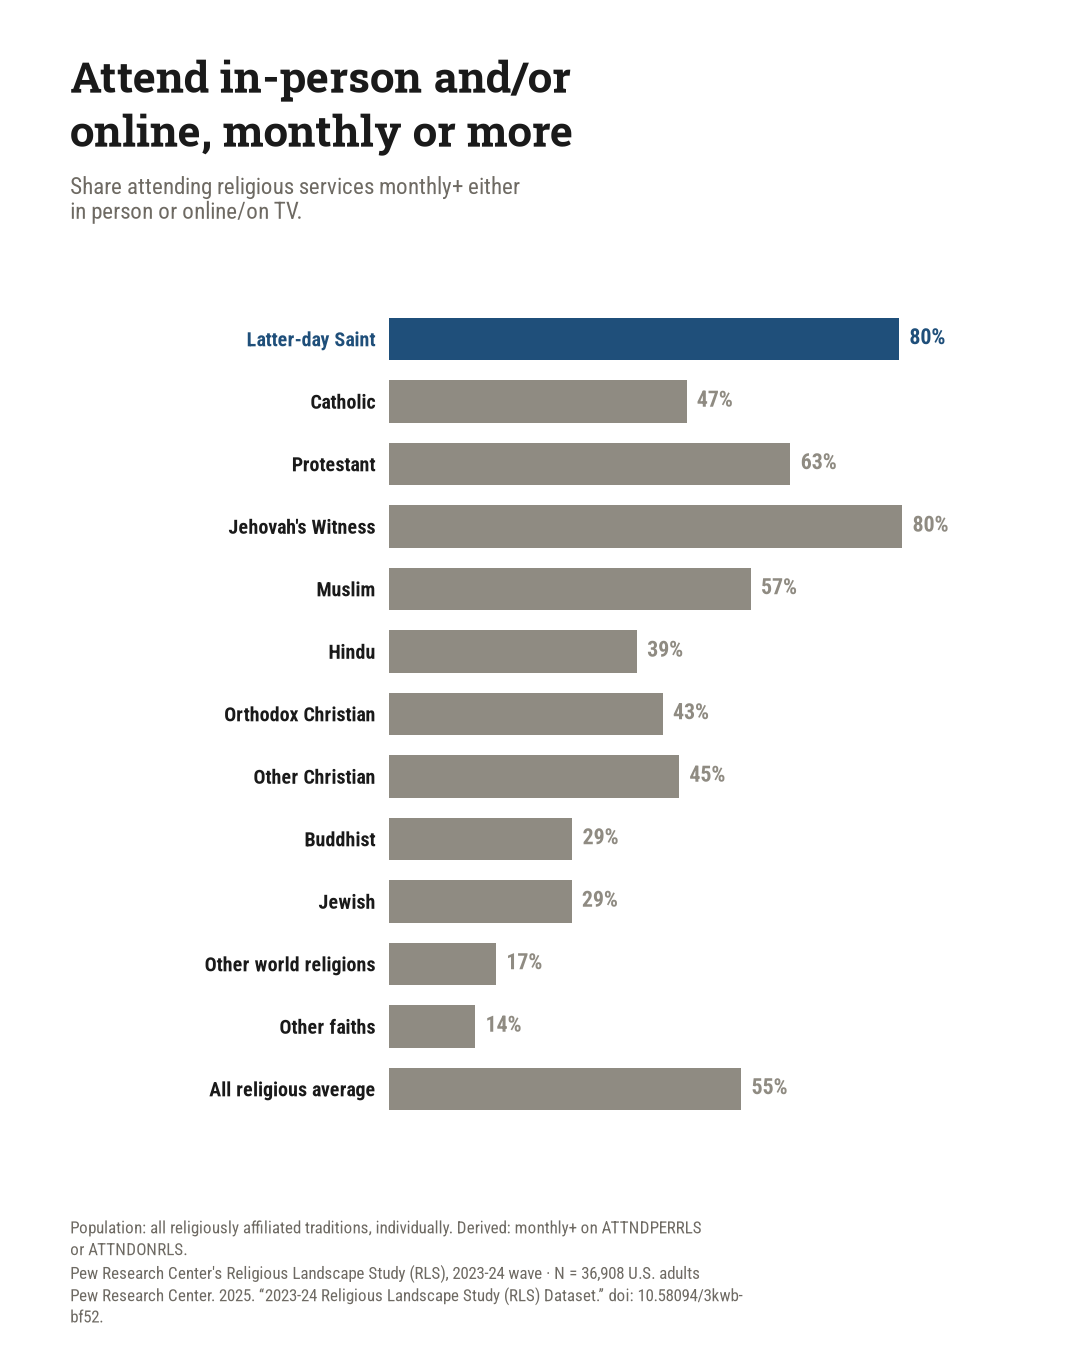 Attend in-person and/or
online, monthly or more
Share attending religious services monthly+ either
in person or online/on TV.
Latter-day Saint 80%
Catholic 47%
Protestant 63%
Jehovah's Witness 80%
Muslim 57%
Hindu 39%
Orthodox Christian 43%
Other Christian 45%
Buddhist 29%
Jewish 29%
Other world religions 17%
Other faiths 14%
All religious average 55%
Population: all religiously affiliated traditions, individually. Derived: monthly+ on ATTNDPERRLS
or ATTNDONRLS.
Pew Research Center's Religious Landscape Study (RLS), 2023-24 wave · N = 36,908 U.S. adults
Pew Research Center. 2025. “2023-24 Religious Landscape Study (RLS) Dataset.” doi: 10.58094/3kwb-
bf52.